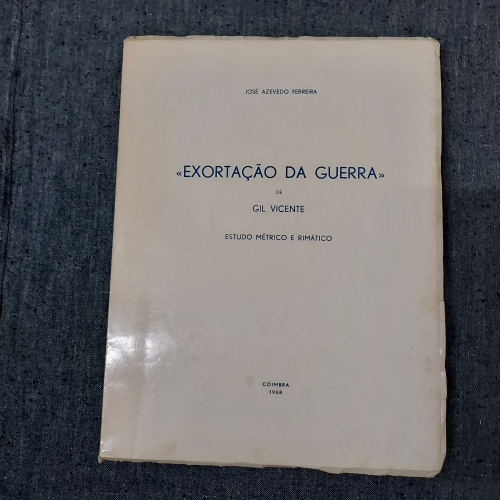 JOSÉ AZEVEDO FERREIRA
«EXORTAÇÃO DA GUERRA»
DE
GIL VICENTE
ESTUDO MÉTRICO E RIMÁTICO
COIMBRA
1968